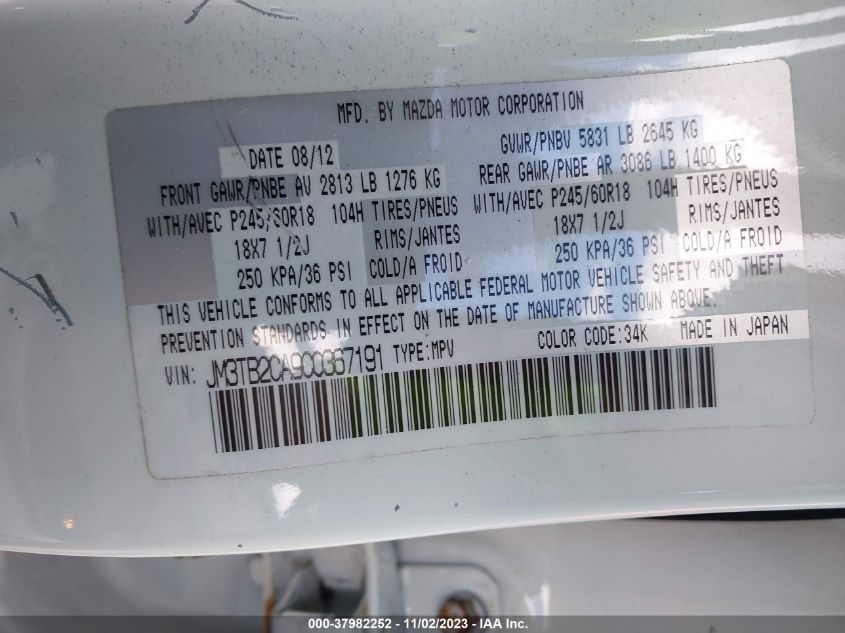 MFD. BY MAZDA MOTOR CORPORATION
DATE 08/12
GVWR/PNBV 5831 LB 2645 KG
FRONT GAWR/PNBE AV 2813 LB 1276 KG
REAR GAWR/PNBE AR 3086 LB 1400 KG
WITH/AVEC P245/60R18 104H TIRES/PNEUS
WITH/AVEC P245/60R18 104H TIRES/PNEUS
18X7 1/2J RIMS/JANTES
18X7 1/2J RIMS/JANTES
250 KPA/36 PSI COLD/A FROID
250 KPA/36 PSI COLD/A FROID
THIS VEHICLE CONFORMS TO ALL APPLICABLE FEDERAL MOTOR VEHICLE SAFETY AND THEFT
PREVENTION STANDARDS IN EFFECT ON THE DATE OF MANUFACTURE SHOWN ABOVE.
VIN: JM3TB2CA9C0367191 TYPE:MPV COLOR CODE:34K MADE IN JAPAN
000-37982252 - 11/02/2023 - IAA Inc.